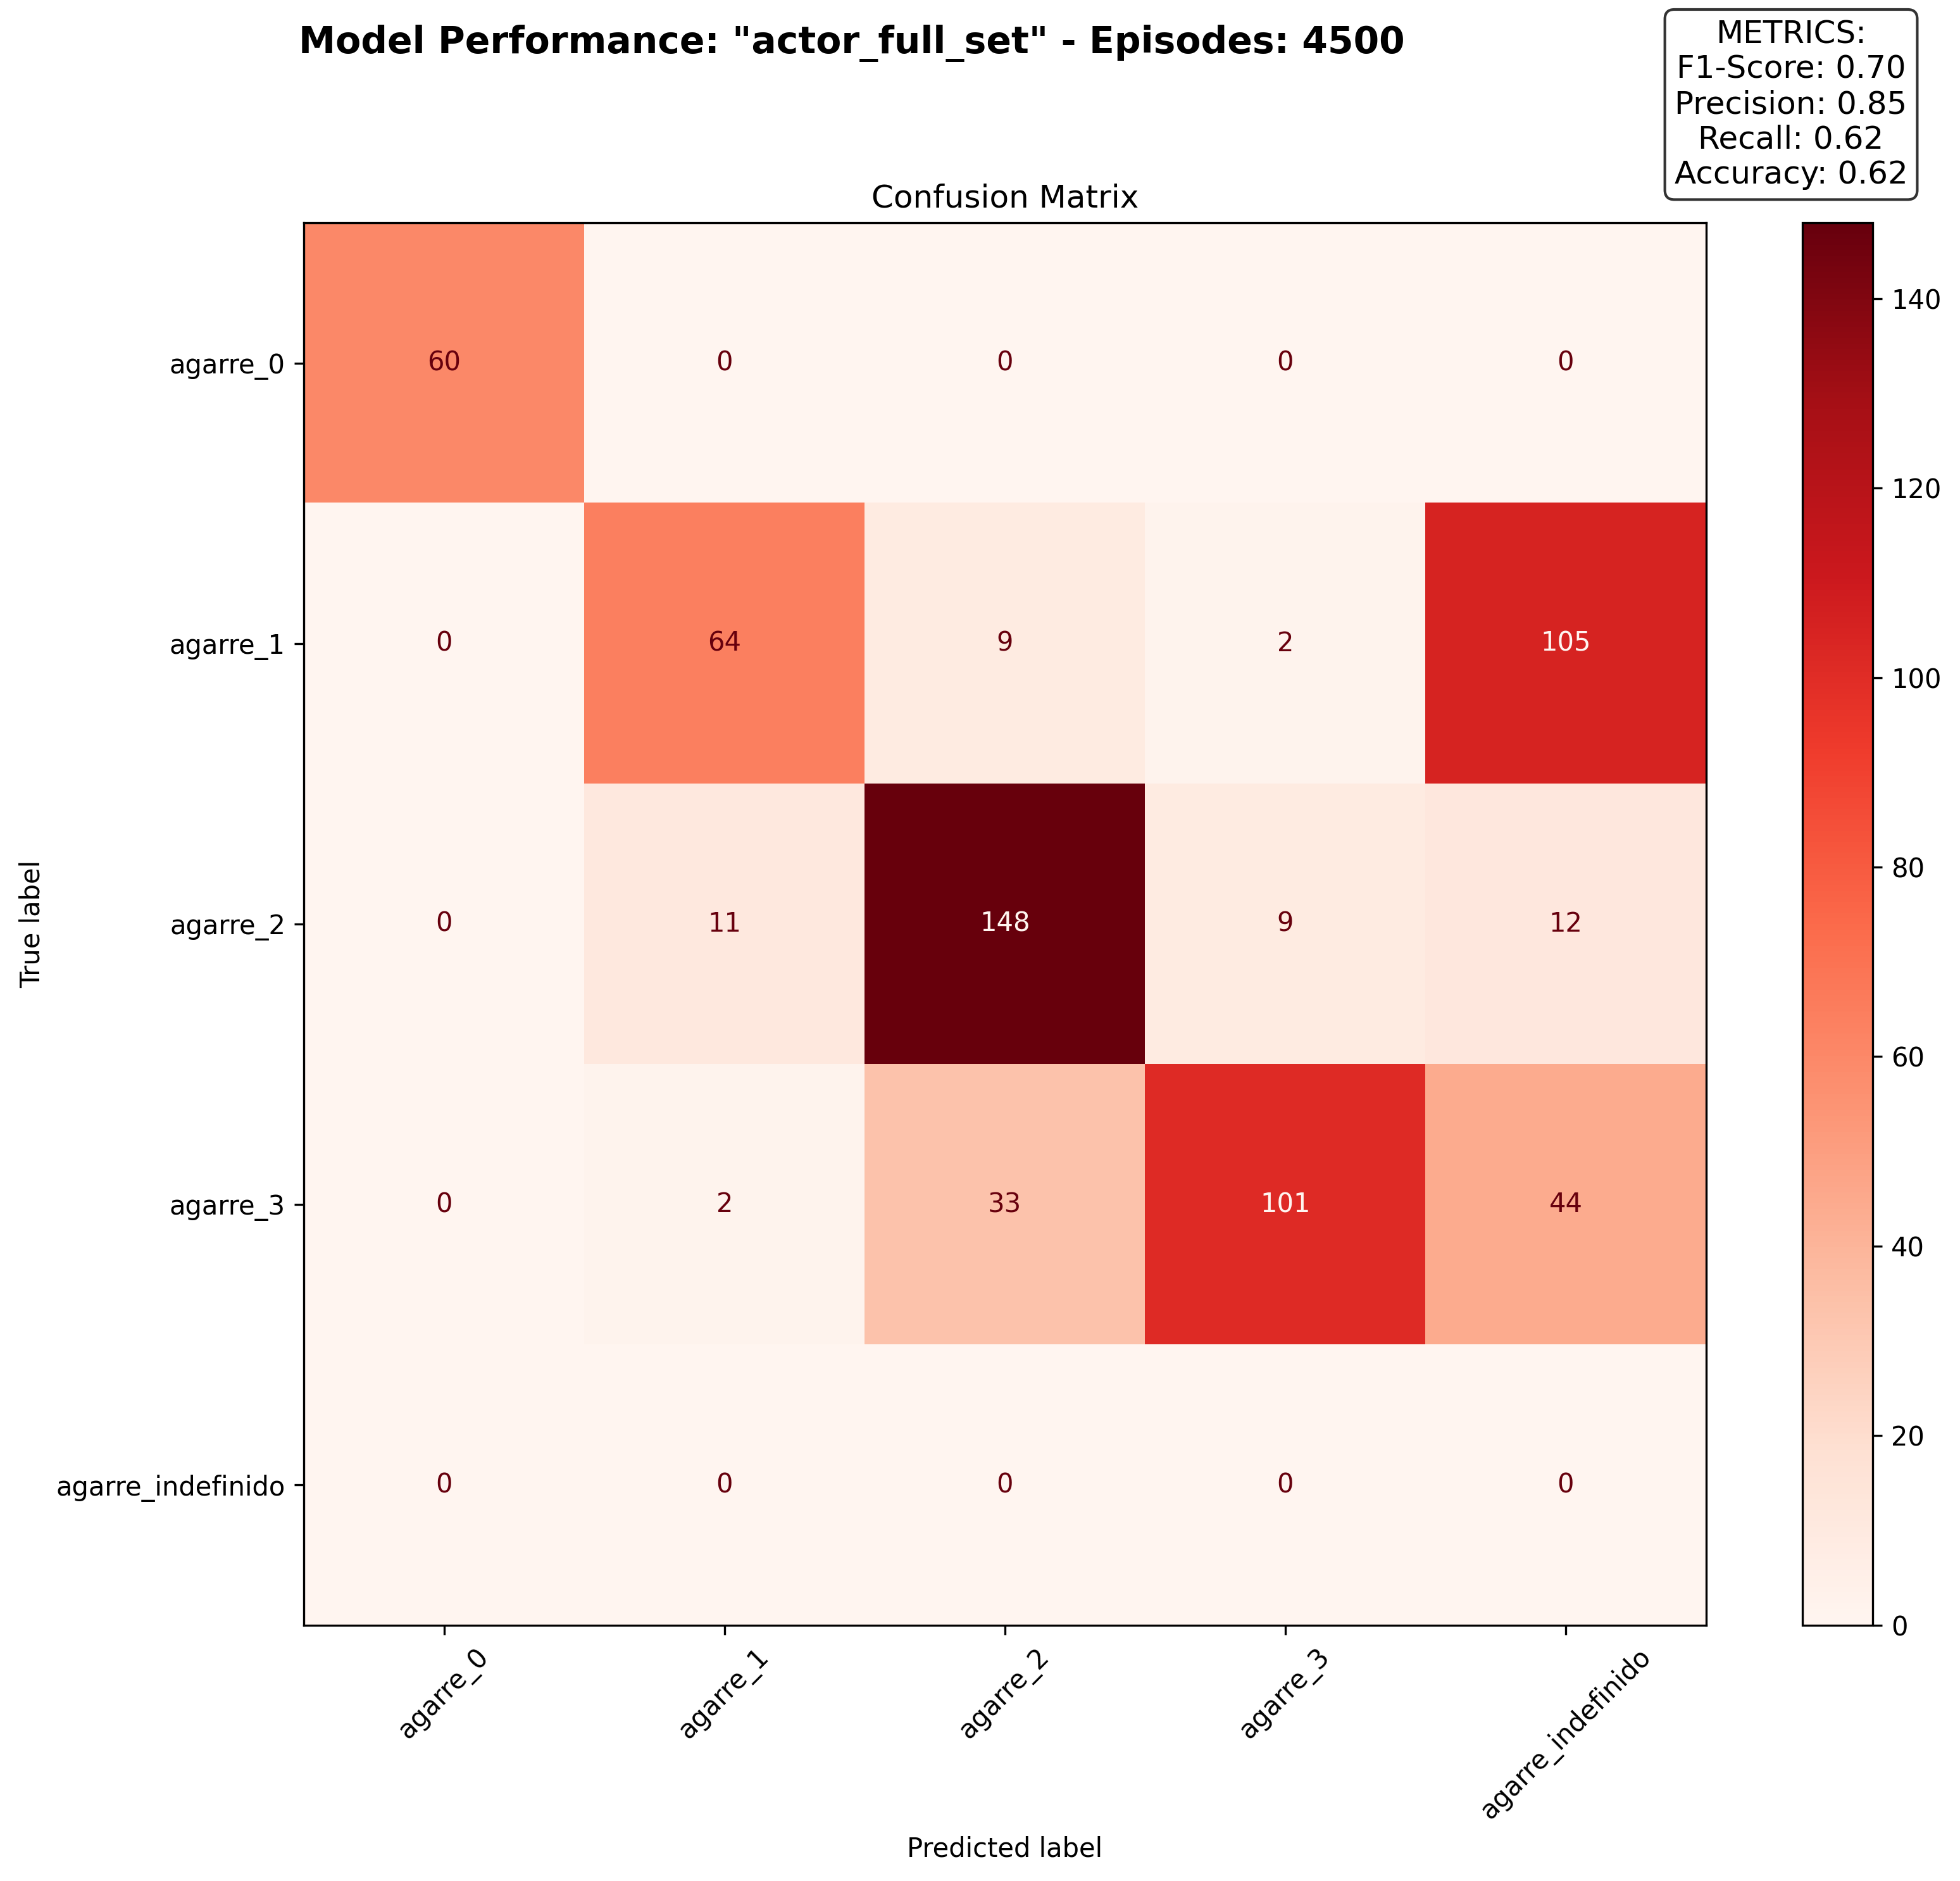 Model Performance: "actor_full_set" - Episodes: 4500
METRICS:
F1-Score: 0.70
Precision: 0.85
Recall: 0.62
Accuracy: 0.62
Confusion Matrix
True label
agarre_0 60 0 0 0 0
agarre_1 0 64 9 2 105
agarre_2 0 11 148 9 12
agarre_3 0 2 33 101 44
agarre_indefinido 0 0 0 0 0
agarre_0 agarre_1 agarre_2 agarre_3 agarre_indefinido
Predicted label
140
120
100
80
60
40
20
0